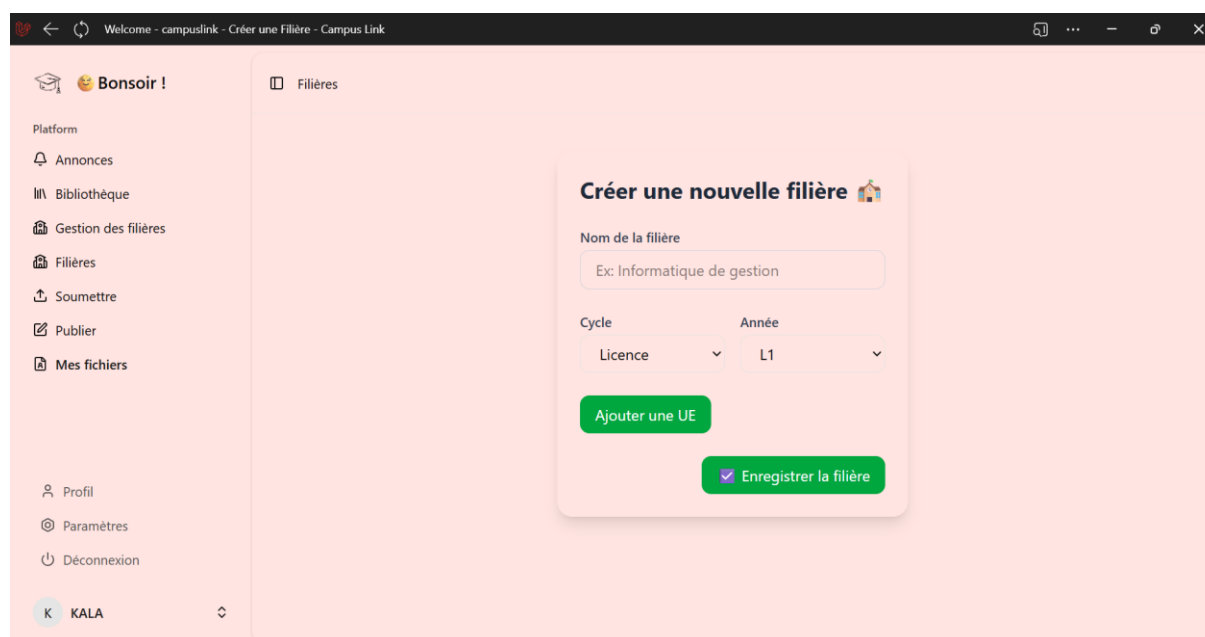 Welcome - campuslink - Créer une Filière - Campus Link
Bonsoir !
Platform
Annonces
Bibliothèque
Gestion des filières
Filières
Soumettre
Publier
Mes fichiers
Profil
Paramètres
Déconnexion
K KALA
Filières
Créer une nouvelle filière
Nom de la filière
Ex: Informatique de gestion
Cycle Année
Licence L1
Ajouter une UE
Enregistrer la filière